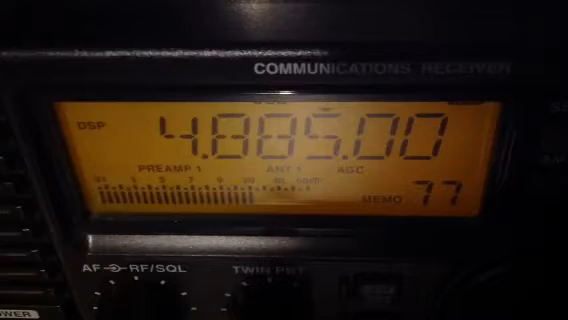 COMMUNICATIONS RECEIVER
DSP 4.885.00
PREAMP 1 ANT 1 AGC
S1 3 5 7 9 20 40 60dB
MEMO 77
AF RF/SQL TWIN PBT